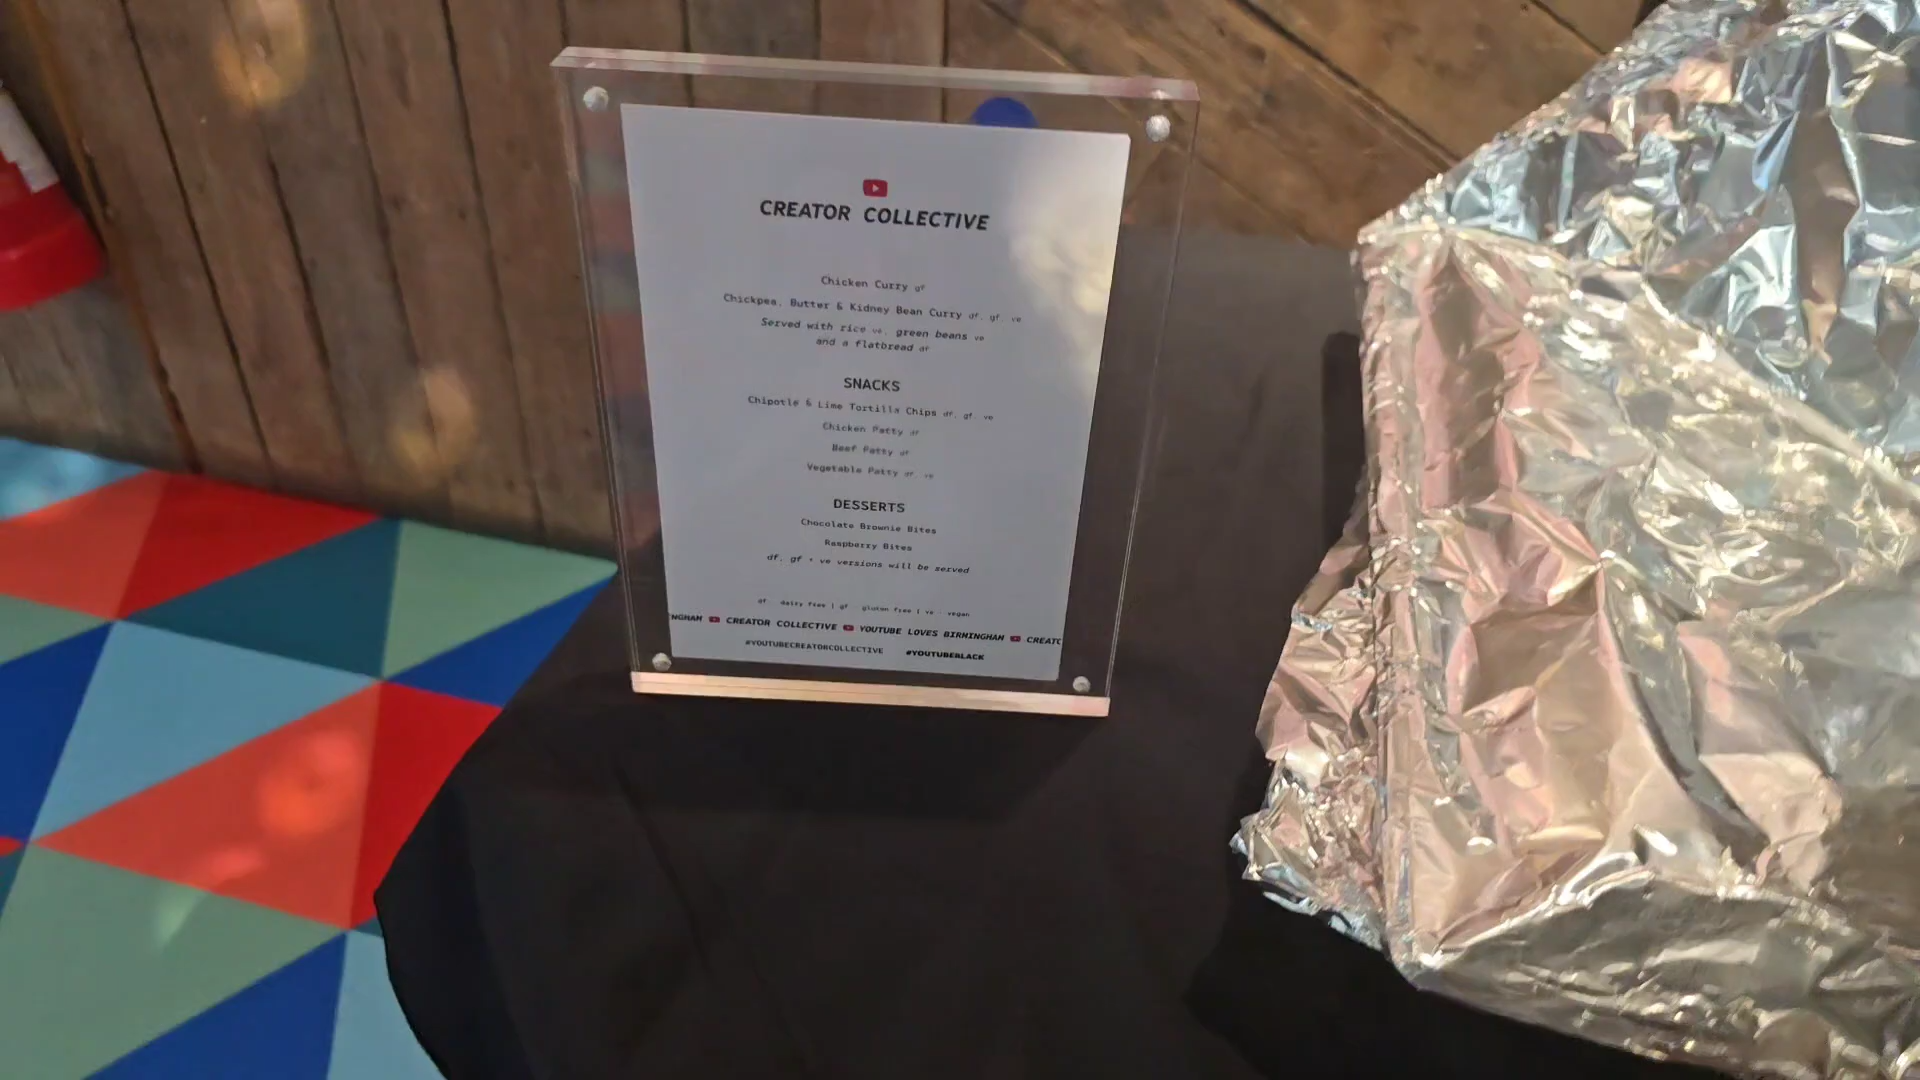 CREATOR COLLECTIVE
Chicken Curry gf
Chickpea, Butter & Kidney Bean Curry df, gf, ve
Served with rice ve, green beans ve
and a flatbread df
SNACKS
Chipotle & Lime Tortilla Chips df, gf, ve
Chicken Patty df
Beef Patty df
Vegetable Patty df, ve
DESSERTS
Chocolate Brownie Bites
Raspberry Bites
df, gf + ve versions will be served
dairy free | gf - gluten free | ve - vegan
NGHAM CREATOR COLLECTIVE YOUTUBE LOVES BIRMINGHAM CREATO
#YOUTUBECREATORCOLLECTIVE #YOUTUBEBLACK